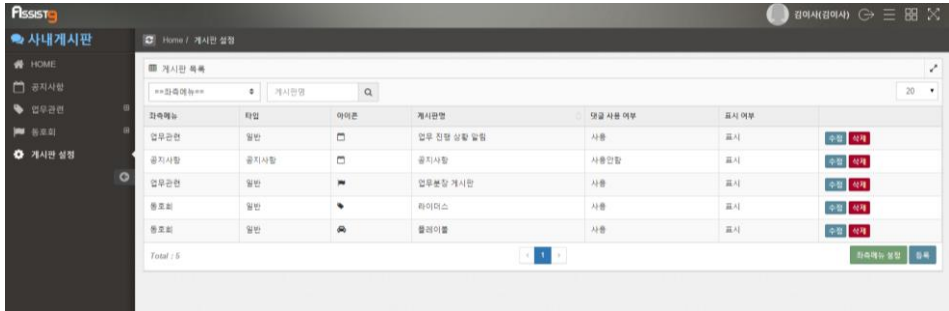 Assist9
김이사(김이사)
사내게시판
Home / 게시판 설정
HOME
공지사항
업무관련
동호회
게시판 설정
게시판 목록
==좌측메뉴==
게시판명
20
좌측메뉴 타입 아이콘 게시판명 댓글 사용 여부 표시 여부
업무관련 일반 업무 진행 상황 알림 사용 표시 수정 삭제
공지사항 공지사항 공지사항 사용안함 표시 수정 삭제
업무관련 일반 업무분장 게시판 사용 표시 수정 삭제
동호회 일반 라이더스 사용 표시 수정 삭제
동호회 일반 플레이볼 사용 표시 수정 삭제
Total : 5 1 좌측메뉴 설정 등록